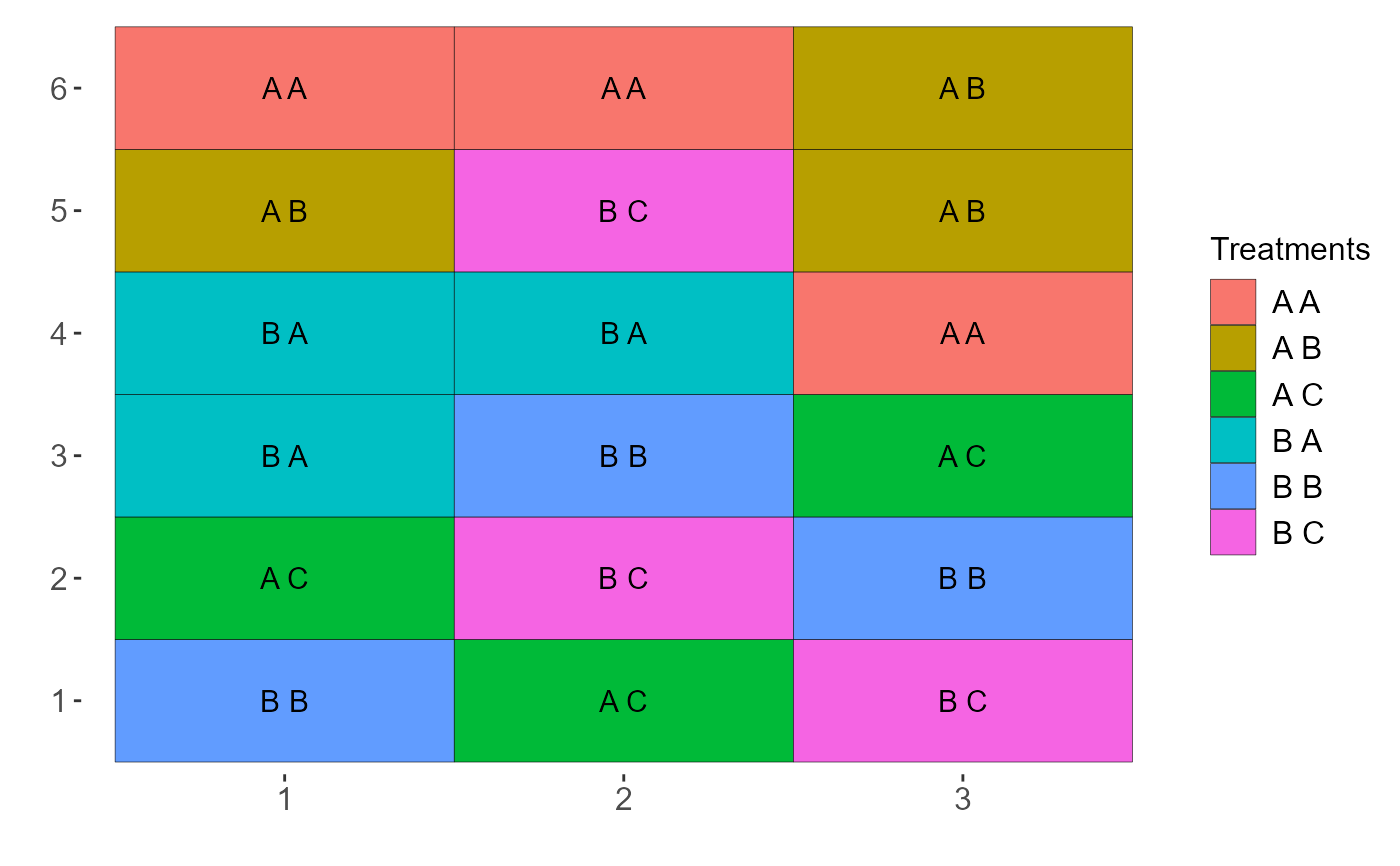 6 A A A A A B
5 A B B C A B
4 B A B A A A
3 B A B B A C
2 A C B C B B
1 B B A C B C
1 2 3
Treatments
A A
A B
A C
B A
B B
B C